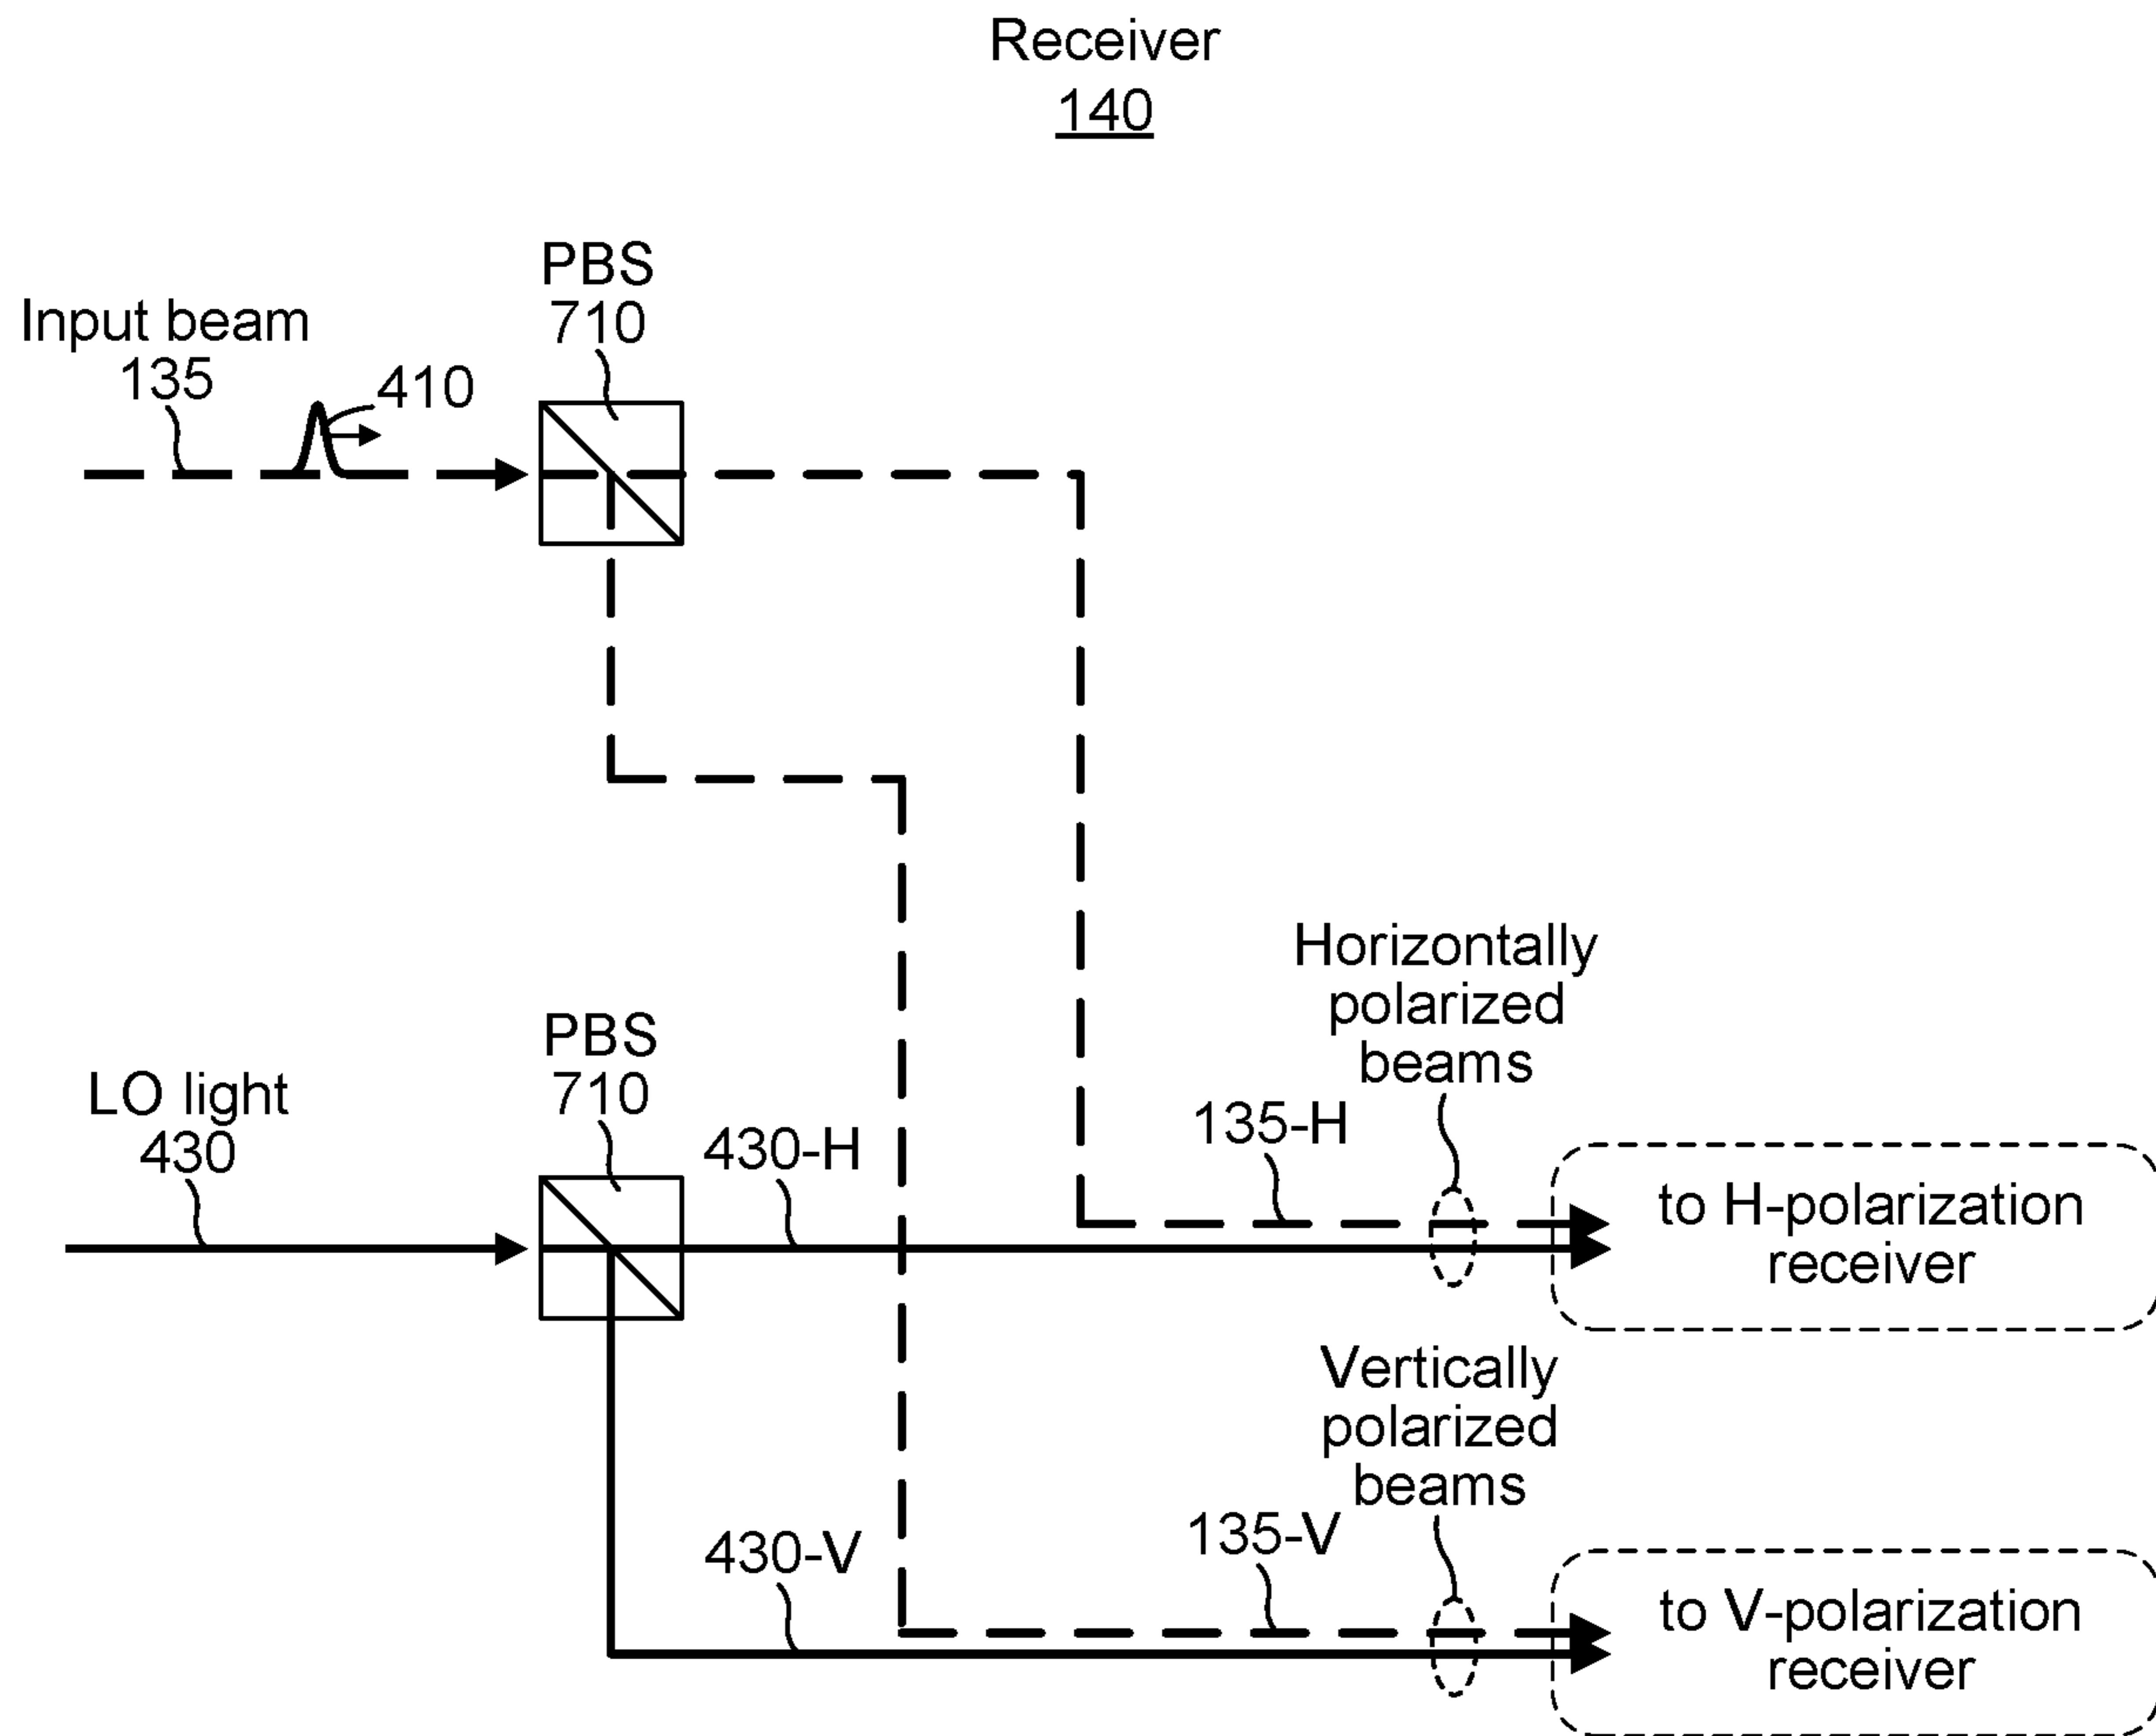 Receiver
140
PBS
710
Input beam
135
410
Horizontally
polarized
beams
PBS
710
LO light
430
430-H
135-H
to H-polarization
receiver
Vertically
polarized
beams
430-V
135-V
to V-polarization
receiver